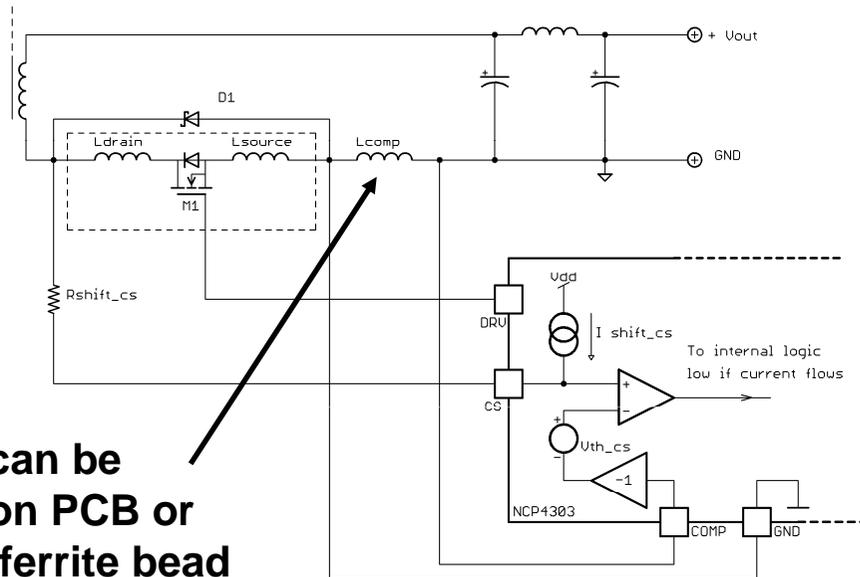 + Vout
D1
Ldrain
Lsource
Lcomp
GND
M1
Rshift_cs
Vdd
DRV
I shift_cs
To internal logic
low if current flows
+
−
CS
+
Vth_cs
−
-1
NCP4303
COMP
GND
can be
on PCB or
ferrite bead